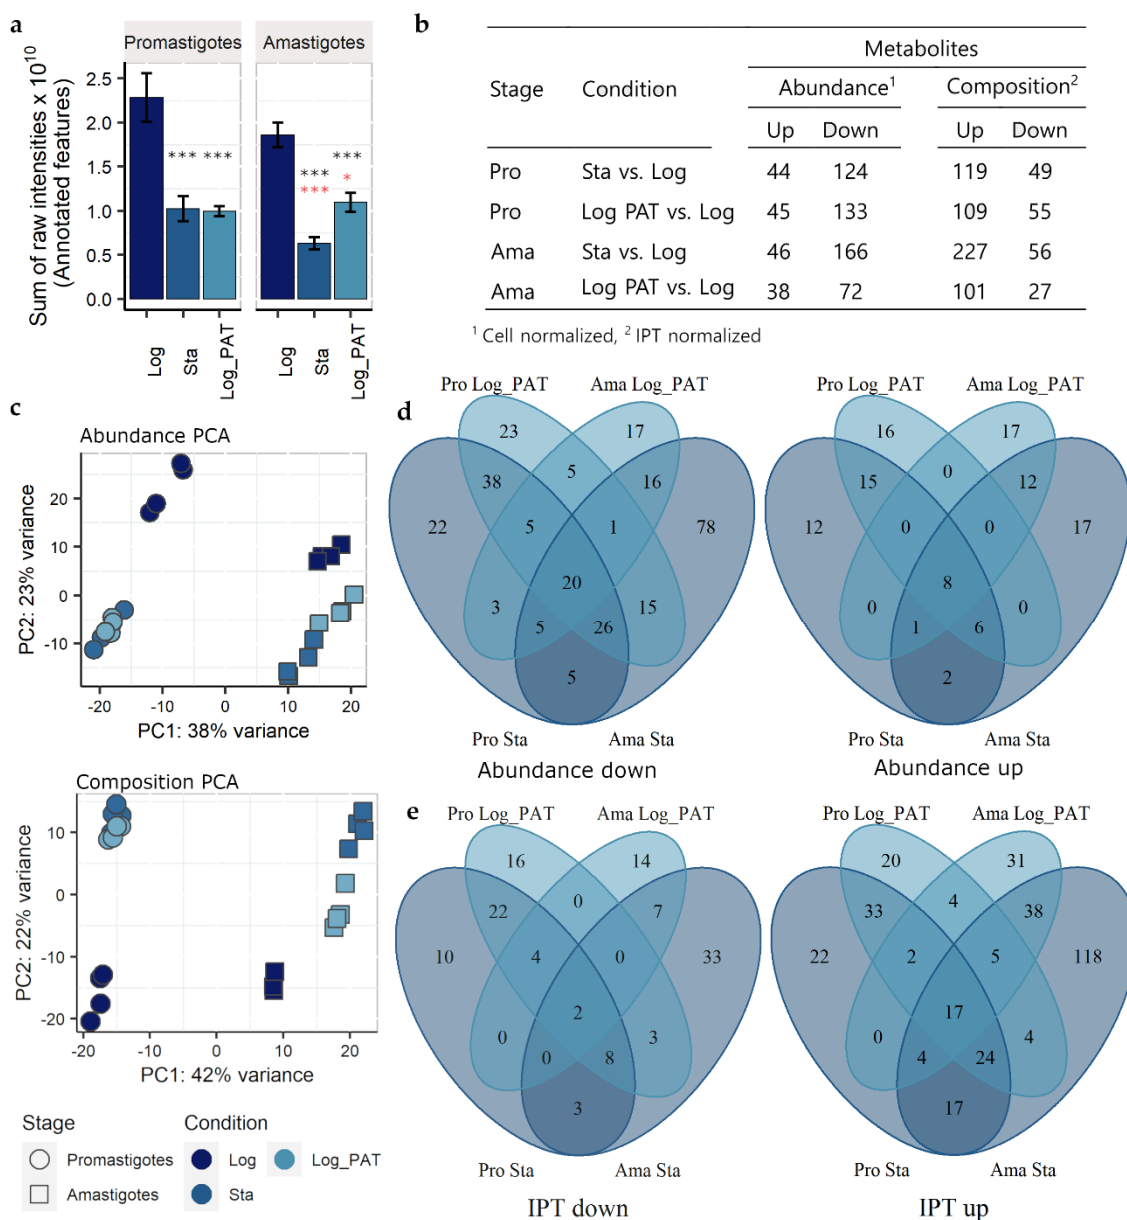 a
Promastigotes
Amastigotes
Sum of raw intensities x 10^10
(Annotated features)
2.5
2.0
1.5
1.0
0.5
0.0
*** ***
***
***
***
*
Log
Sta
Log_PAT
Log
Sta
Log_PAT
b
Metabolites
Stage Condition Abundance^1 Composition^2
Up Down Up Down
Pro Sta vs. Log 44 124 119 49
Pro Log PAT vs. Log 45 133 109 55
Ama Sta vs. Log 46 166 227 56
Ama Log PAT vs. Log 38 72 101 27
^1 Cell normalized, ^2 IPT normalized
c
Abundance PCA
PC2: 23% variance
20
10
0
-10
-20 -10 0 10 20
PC1: 38% variance
Composition PCA
PC2: 22% variance
10
0
-10
-20
-20 -10 0 10 20
PC1: 42% variance
Stage
Promastigotes
Amastigotes
Condition
Log
Log_PAT
Sta
d
Pro Log_PAT Ama Log_PAT
23 17
38 5 16
22 5 1 78
20
3 15
5 26
5
Pro Sta Ama Sta
Abundance down
Pro Log_PAT Ama Log_PAT
16 17
15 0 12
12 0 0 17
8
0 0
1 6
2
Pro Sta Ama Sta
Abundance up
e
Pro Log_PAT Ama Log_PAT
16 14
22 0 7
10 4 0 33
2
0 3
0 8
3
Pro Sta Ama Sta
IPT down
Pro Log_PAT Ama Log_PAT
20 31
33 4 38
22 2 5 118
17
0 4
4 24
17
Pro Sta Ama Sta
IPT up